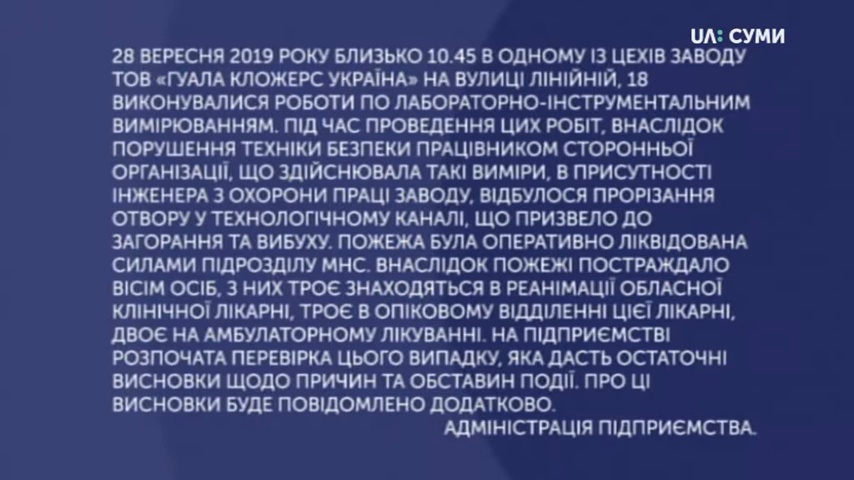 UA: СУМИ
28 ВЕРЕСНЯ 2019 РОКУ БЛИЗЬКО 10.45 В ОДНОМУ ІЗ ЦЕХІВ ЗАВОДУ
ТОВ «ГУАЛА КЛОЖЕРС УКРАЇНА» НА ВУЛИЦІ ЛІНІЙНІЙ, 18
ВИКОНУВАЛИСЯ РОБОТИ ПО ЛАБОРАТОРНО-ІНСТРУМЕНТАЛЬНИМ
ВИМІРЮВАННЯМ. ПІД ЧАС ПРОВЕДЕННЯ ЦИХ РОБІТ, ВНАСЛІДОК
ПОРУШЕННЯ ТЕХНІКИ БЕЗПЕКИ ПРАЦІВНИКОМ СТОРОННЬОЇ
ОРГАНІЗАЦІЇ, ЩО ЗДІЙСНЮВАЛА ТАКІ ВИМІРИ, В ПРИСУТНОСТІ
ІНЖЕНЕРА З ОХОРОНИ ПРАЦІ ЗАВОДУ, ВІДБУЛОСЯ ПРОРІЗАННЯ
ОТВОРУ У ТЕХНОЛОГІЧНОМУ КАНАЛІ, ЩО ПРИЗВЕЛО ДО
ЗАГОРАННЯ ТА ВИБУХУ. ПОЖЕЖА БУЛА ОПЕРАТИВНО ЛІКВІДОВАНА
СИЛАМИ ПІДРОЗДІЛУ МНС. ВНАСЛІДОК ПОЖЕЖІ ПОСТРАЖДАЛО
ВІСІМ ОСІБ, З НИХ ТРОЄ ЗНАХОДЯТЬСЯ В РЕАНІМАЦІЇ ОБЛАСНОЇ
КЛІНІЧНОЇ ЛІКАРНІ, ТРОЄ В ОПІКОВОМУ ВІДДІЛЕННІ ЦІЄЇ ЛІКАРНІ,
ДВОЄ НА АМБУЛАТОРНОМУ ЛІКУВАННІ. НА ПІДПРИЄМСТВІ
РОЗПОЧАТА ПЕРЕВІРКА ЦЬОГО ВИПАДКУ, ЯКА ДАСТЬ ОСТАТОЧНІ
ВИСНОВКИ ЩОДО ПРИЧИН ТА ОБСТАВИН ПОДІЇ. ПРО ЦІ
ВИСНОВКИ БУДЕ ПОВІДОМЛЕНО ДОДАТКОВО.
АДМІНІСТРАЦІЯ ПІДПРИЄМСТВА.